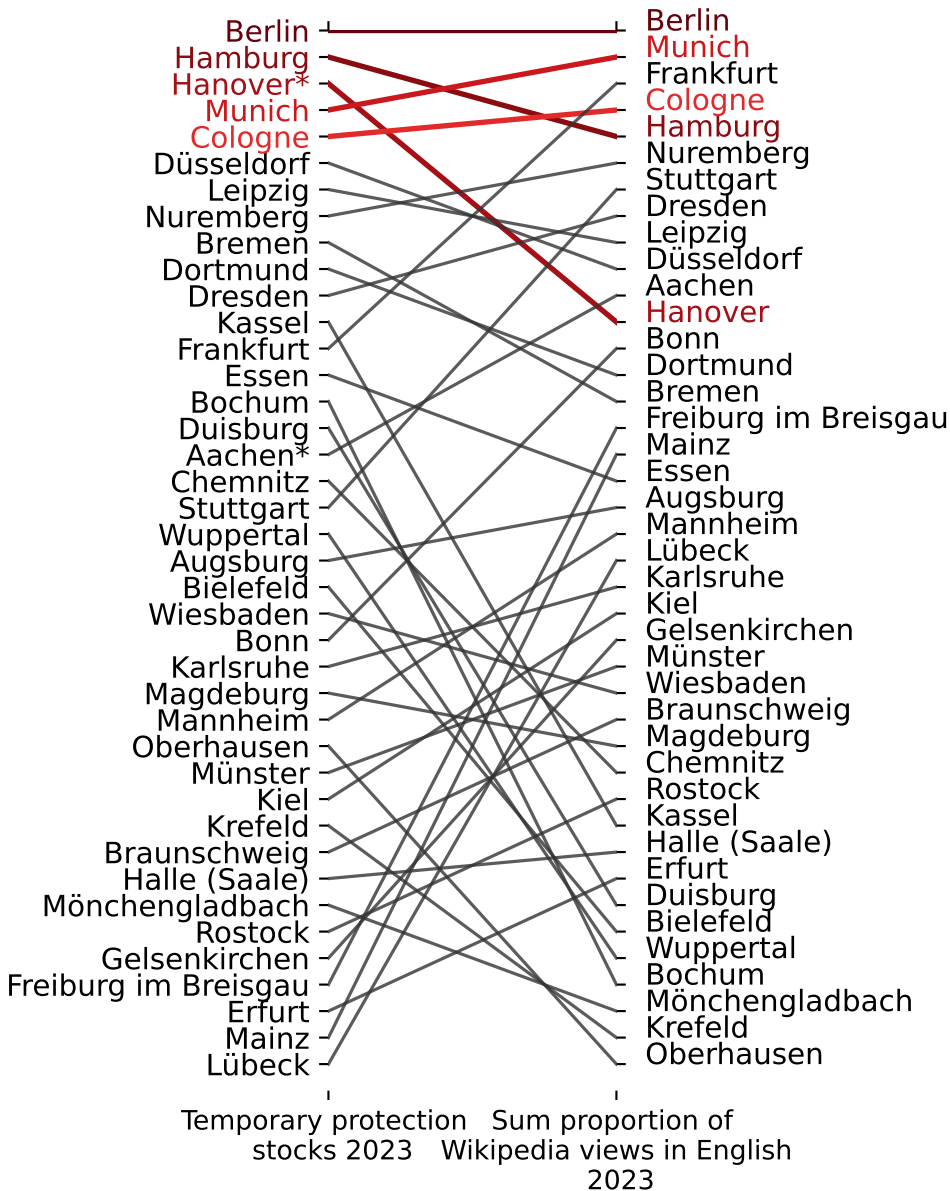 Berlin
Hamburg
Hanover*
Munich
Cologne
Düsseldorf
Leipzig
Nuremberg
Bremen
Dortmund
Dresden
Kassel
Frankfurt
Essen
Bochum
Duisburg
Aachen*
Chemnitz
Stuttgart
Wuppertal
Augsburg
Bielefeld
Wiesbaden
Bonn
Karlsruhe
Magdeburg
Mannheim
Oberhausen
Münster
Kiel
Krefeld
Braunschweig
Halle (Saale)
Mönchengladbach
Rostock
Gelsenkirchen
Freiburg im Breisgau
Erfurt
Mainz
Lübeck
Berlin
Munich
Frankfurt
Cologne
Hamburg
Nuremberg
Stuttgart
Dresden
Leipzig
Düsseldorf
Aachen
Hanover
Bonn
Dortmund
Bremen
Freiburg im Breisgau
Mainz
Essen
Augsburg
Mannheim
Lübeck
Karlsruhe
Kiel
Gelsenkirchen
Münster
Wiesbaden
Braunschweig
Magdeburg
Chemnitz
Rostock
Kassel
Halle (Saale)
Erfurt
Duisburg
Bielefeld
Wuppertal
Bochum
Mönchengladbach
Krefeld
Oberhausen
Temporary protection
stocks 2023
Sum proportion of
Wikipedia views in English
2023